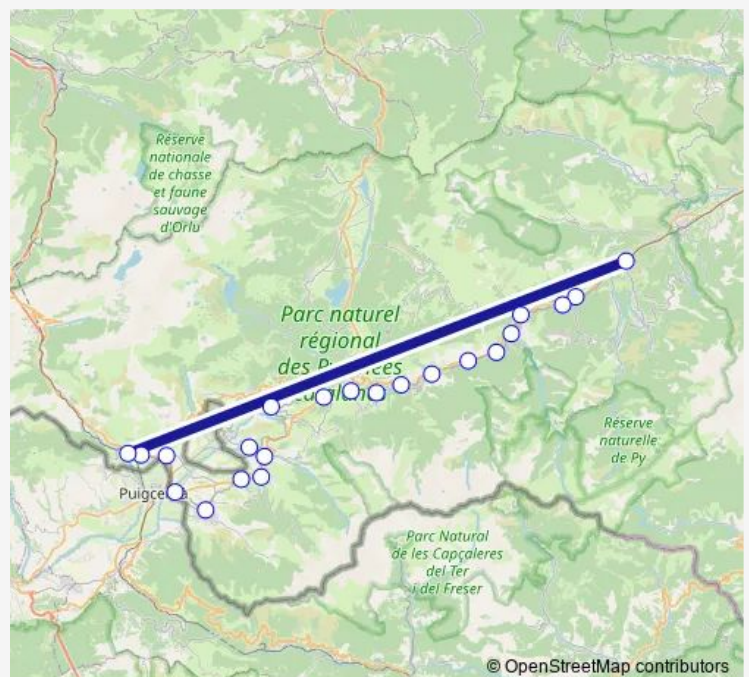 Réserve
nationale
de chasse
et faune
sauvage
d'Orlu
Parc naturel
régional
des
Réserve
naturelle
de Py
Parc Natural
de les Capçaleres
del Ter
i del Freser
© OpenStreetMap contributors